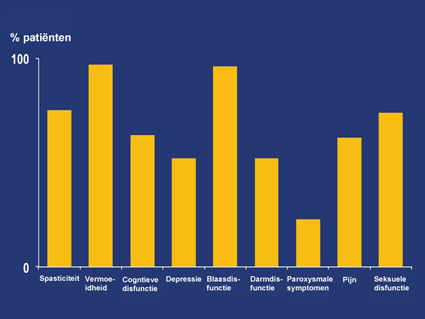 % patiënten
100
0
Spasticiteit
Vermoe-
idheid
Cogntieve
disfunctie
Depressie
Blaasdis-
functie
Darmdis-
functie
Paroxysmale
symptomen
Pijn
Seksuele
disfunctie